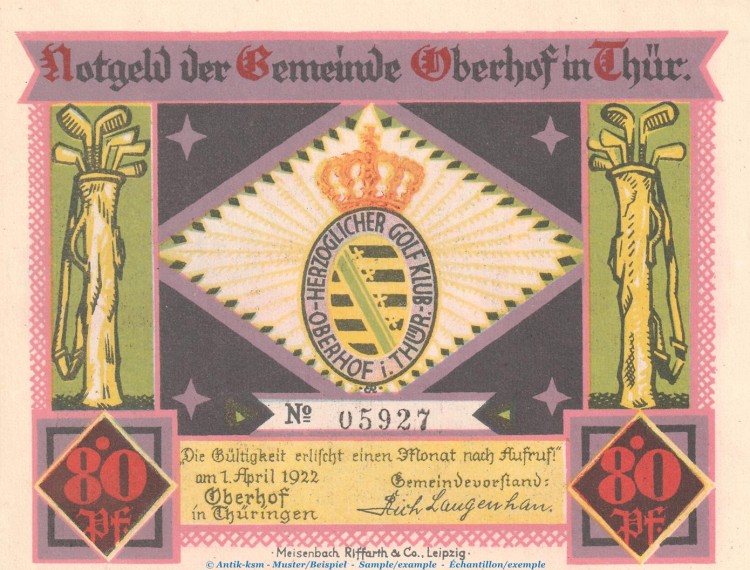 Notgeld der Gemeinde Oberhof in Thür:
HERZOGLICHER GOLF KLUB
OBERHOF i. THÜR.
No 05927
"Die Gültigkeit erlischt einen Monat nach Aufruf!"
am 1. April 1922
Oberhof
in Thüringen
Gemeindevorstand:
Langenhan.
80
Pf
80
Pf
·Meisenbach Riffarth & Co., Leipzig·
© Antik-ksm - Muster/Beispiel - Sample/example - Échantillon/exemple